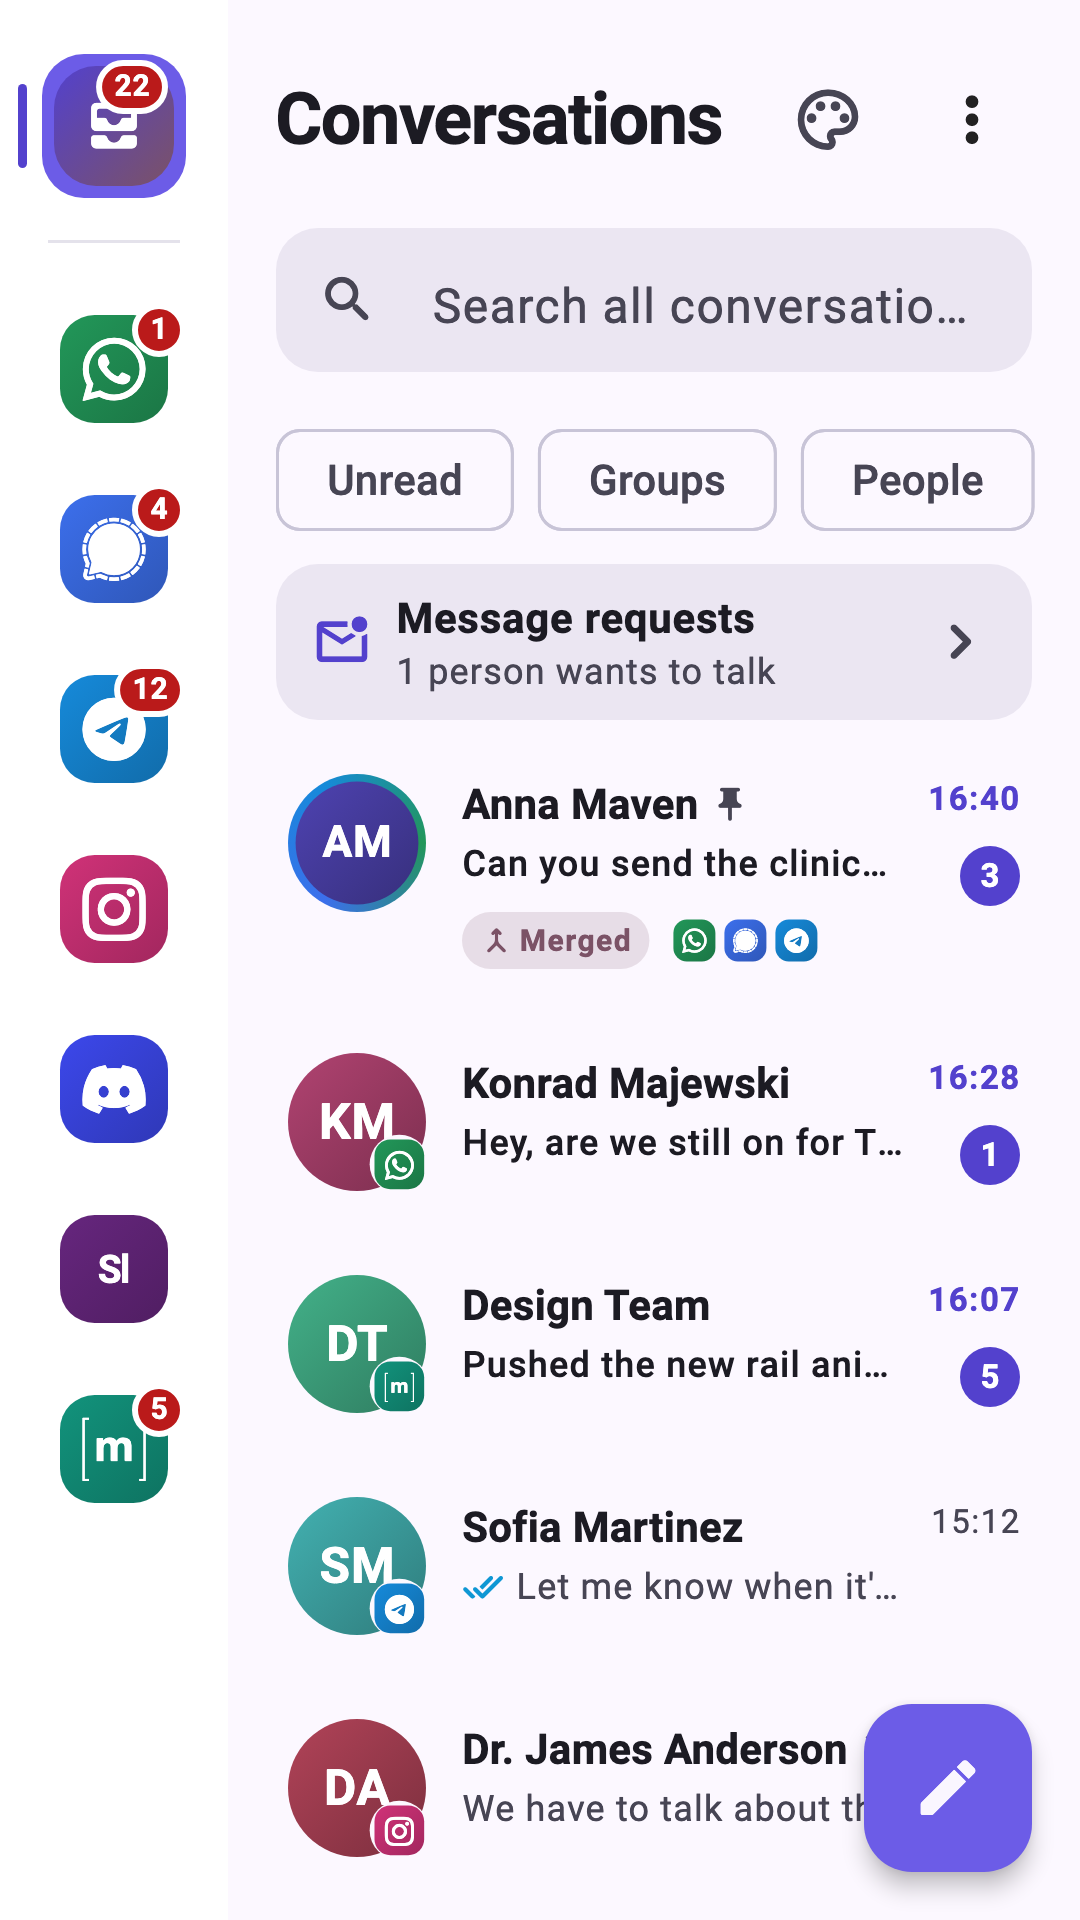 22
Conversations
Search all conversatio…
1
Unread
Groups
People
4
Message requests
1 person wants to talk
12
AM
Anna Maven
16:40
Can you send the clinic…
3
Merged
KM
Konrad Majewski
16:28
Hey, are we still on for T…
1
Sl
DT
Design Team
16:07
Pushed the new rail ani…
5
[m]
5
[m]
SM
Sofia Martinez
15:12
Let me know when it'…
DA
Dr. James Anderson
We have to talk about